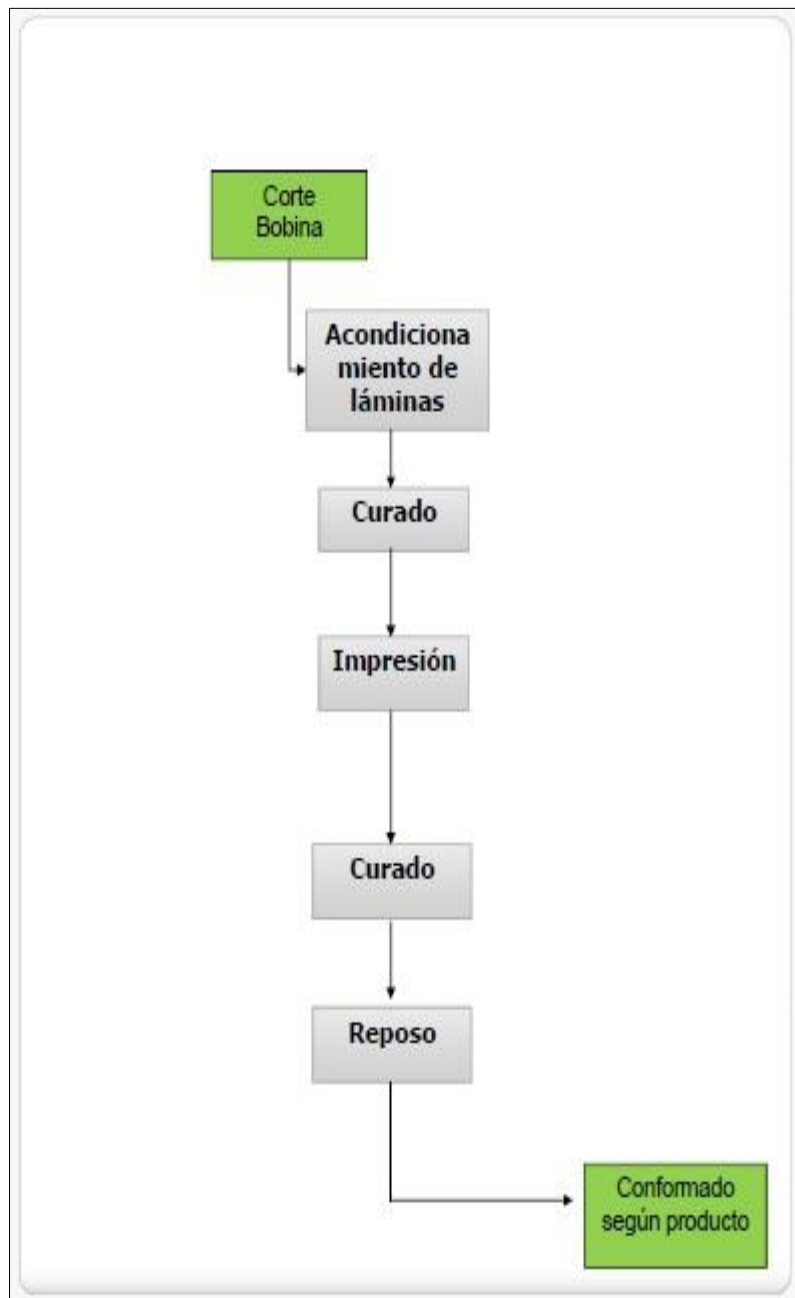 Corte
Bobina
Acondiciona
miento de
láminas
Curado
Impresión
Curado
Reposo
Conformado
según producto